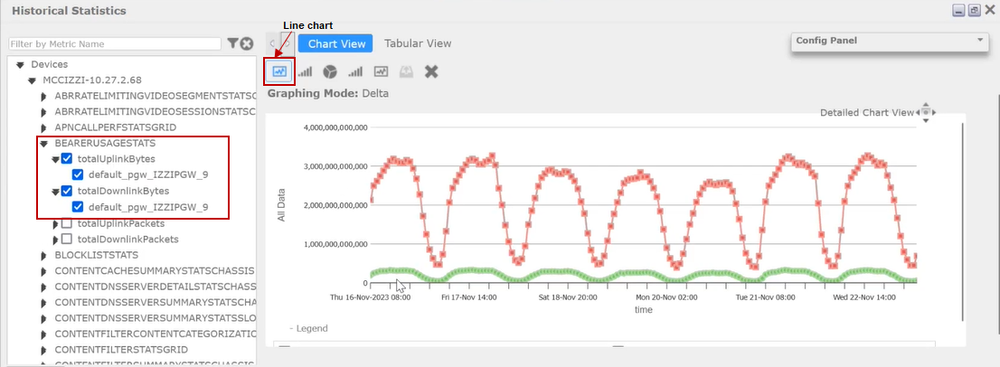 Historical Statistics
Line chart
Filter by Metric Name
Chart View
Tabular View
Config Panel
Devices
MCCIZZI-10.27.2.68
ABRRATELIMITINGVIDEOSEGMENTSTATSC
ABRRATELIMITINGVIDEOSESSIONSTATSC
APNCALLPERFSTATSGRID
BEARERUSAGESTATS
totalUplinkBytes
default_pgw_IZZIPGW_9
totalDownlinkBytes
default_pgw_IZZIPGW_9
totalUplinkPackets
totalDownlinkPackets
BLOCKLISTSTATS
CONTENTCACHESUMMARYSTATSCHASSIS
CONTENTDNSSERVERDETAILSTATSCHASS
CONTENTDNSSERVERSUMMARYSTATSCHA
CONTENTDNSSERVERSUMMARYSTATSSLO
CONTENTFILTERCONTENTCATEGORIZATIO
CONTENTFILTERSTATSGRID
CONTENTFILTERSUMMARYSTATSCHASSIS
Graphing Mode: Delta
Detailed Chart View
4,000,000,000,000
3,000,000,000,000
2,000,000,000,000
1,000,000,000,000
0
All Data
Thu 16-Nov-2023 08:00
Fri 17-Nov 14:00
Sat 18-Nov 20:00
Mon 20-Nov 02:00
Tue 21-Nov 08:00
Wed 22-Nov 14:00
time
- Legend